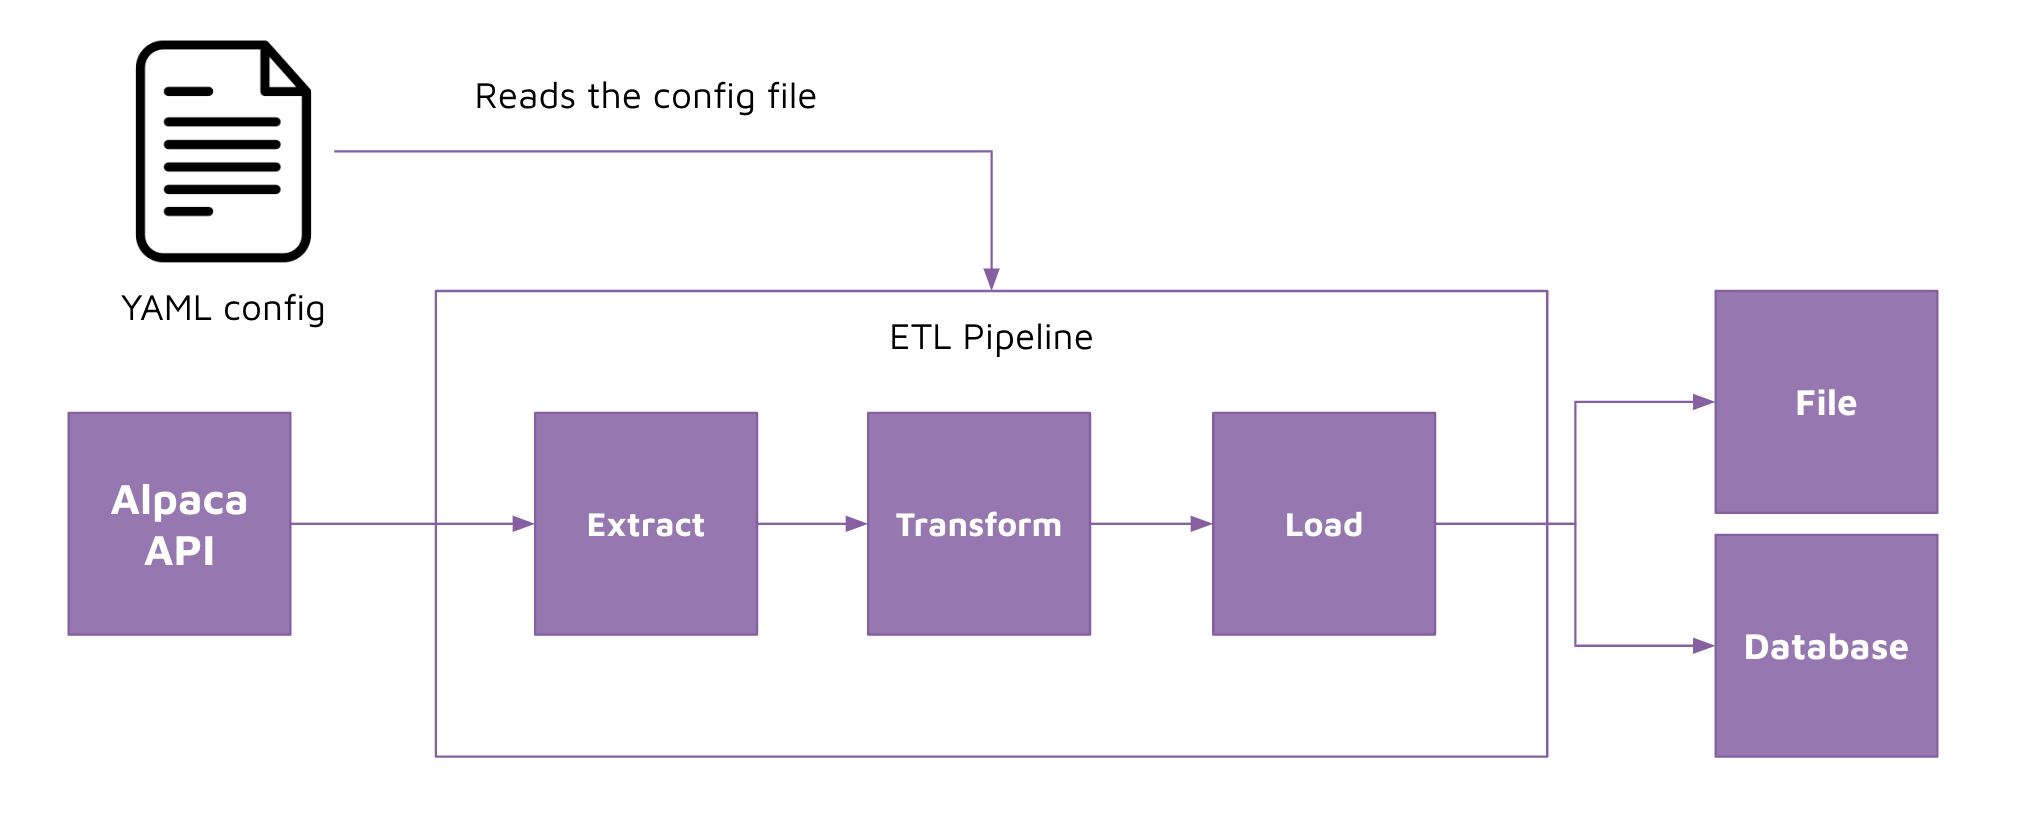 Reads the config file
YAML config
ETL Pipeline
Alpaca
API
Extract
Transform
Load
File
Database